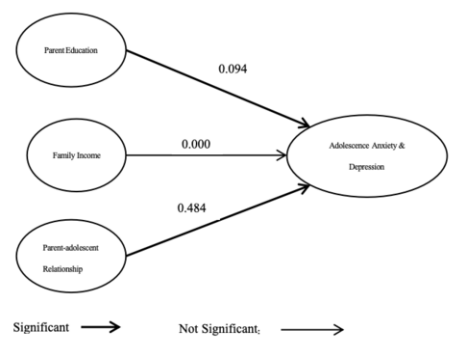 Parent Education
0.094
Family Income
0.000
Adolescence Anxiety &
Depression
0.484
Parent-adolescent
Relationship
Significant
Not Significant: